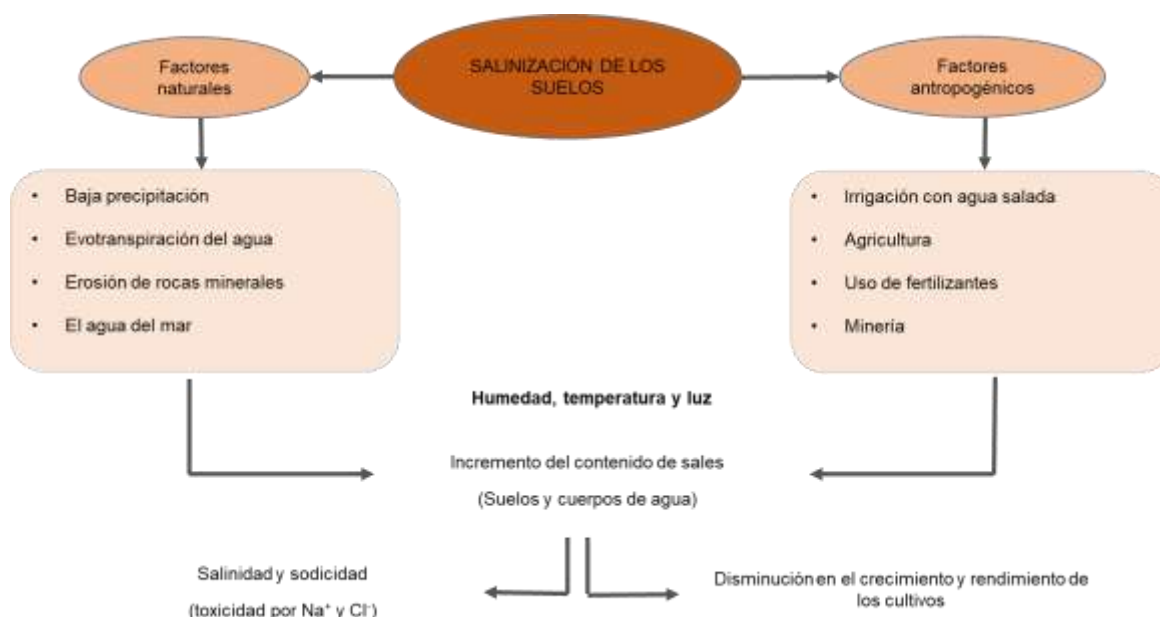 SALINIZACIÓN DE LOS
SUELOS
Factores
naturales
Factores
antropogénicos
• Baja precipitación
• Evotranspiración del agua
• Erosión de rocas minerales
• El agua del mar
• Irrigación con agua salada
• Agricultura
• Uso de fertilizantes
• Minería
Humedad, temperatura y luz
Incremento del contenido de sales
(Suelos y cuerpos de agua)
Salinidad y sodicidad
(toxicidad por Na⁺ y Cl⁻)
Disminución en el crecimiento y rendimiento de
los cultivos